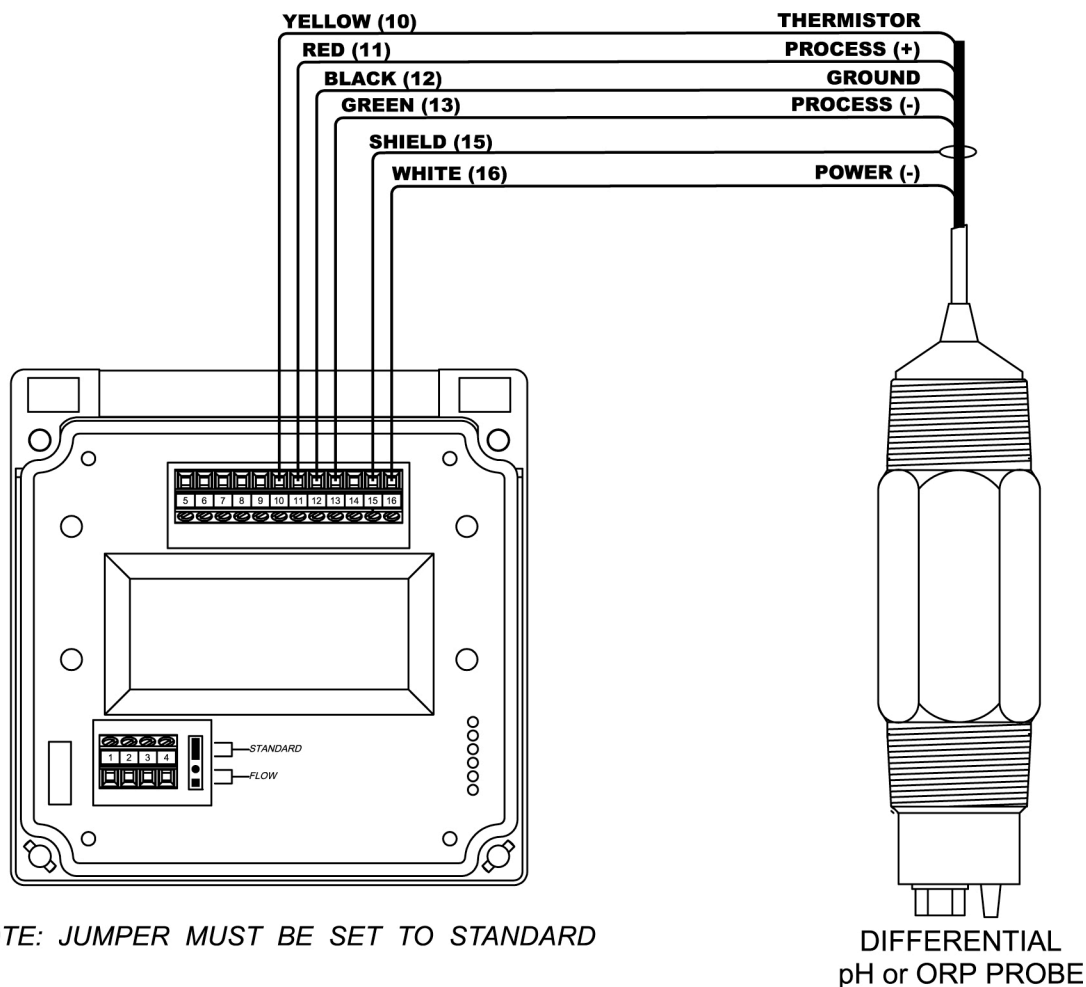 YELLOW (10) THERMISTOR
RED (11) PROCESS (+)
BLACK (12) GROUND
GREEN (13) PROCESS (-)
SHIELD (15)
WHITE (16) POWER (-)
5 6 7 8 9 10 11 12 13 14 15 16
1 2 3 4
STANDARD
FLOW
OTE: JUMPER MUST BE SET TO STANDARD
DIFFERENTIAL
pH or ORP PROBE